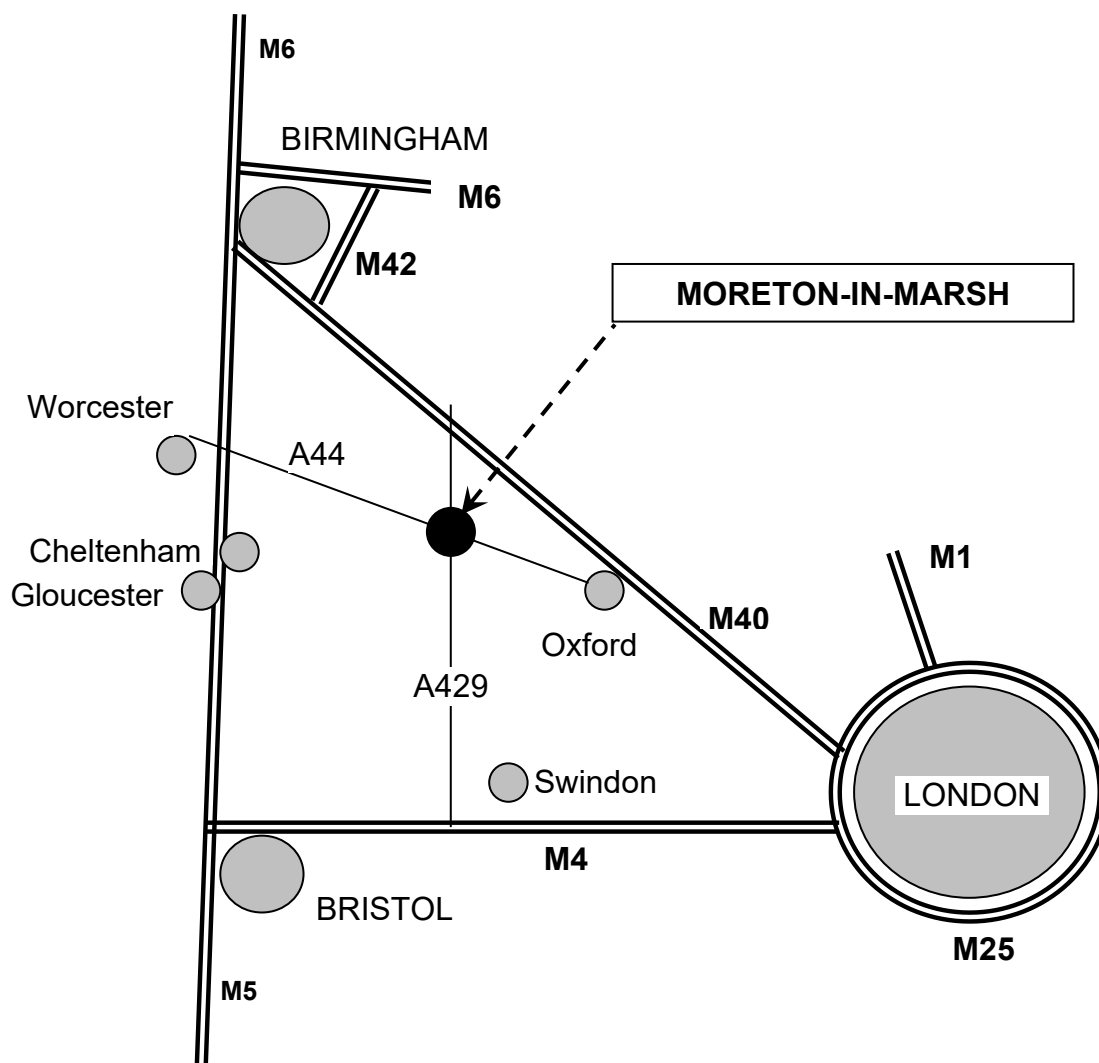 M6
BIRMINGHAM
M6
M42
MORETON-IN-MARSH
Worcester
A44
Cheltenham
Gloucester
M1
M40
Oxford
A429
Swindon
LONDON
M4
BRISTOL
M25
M5